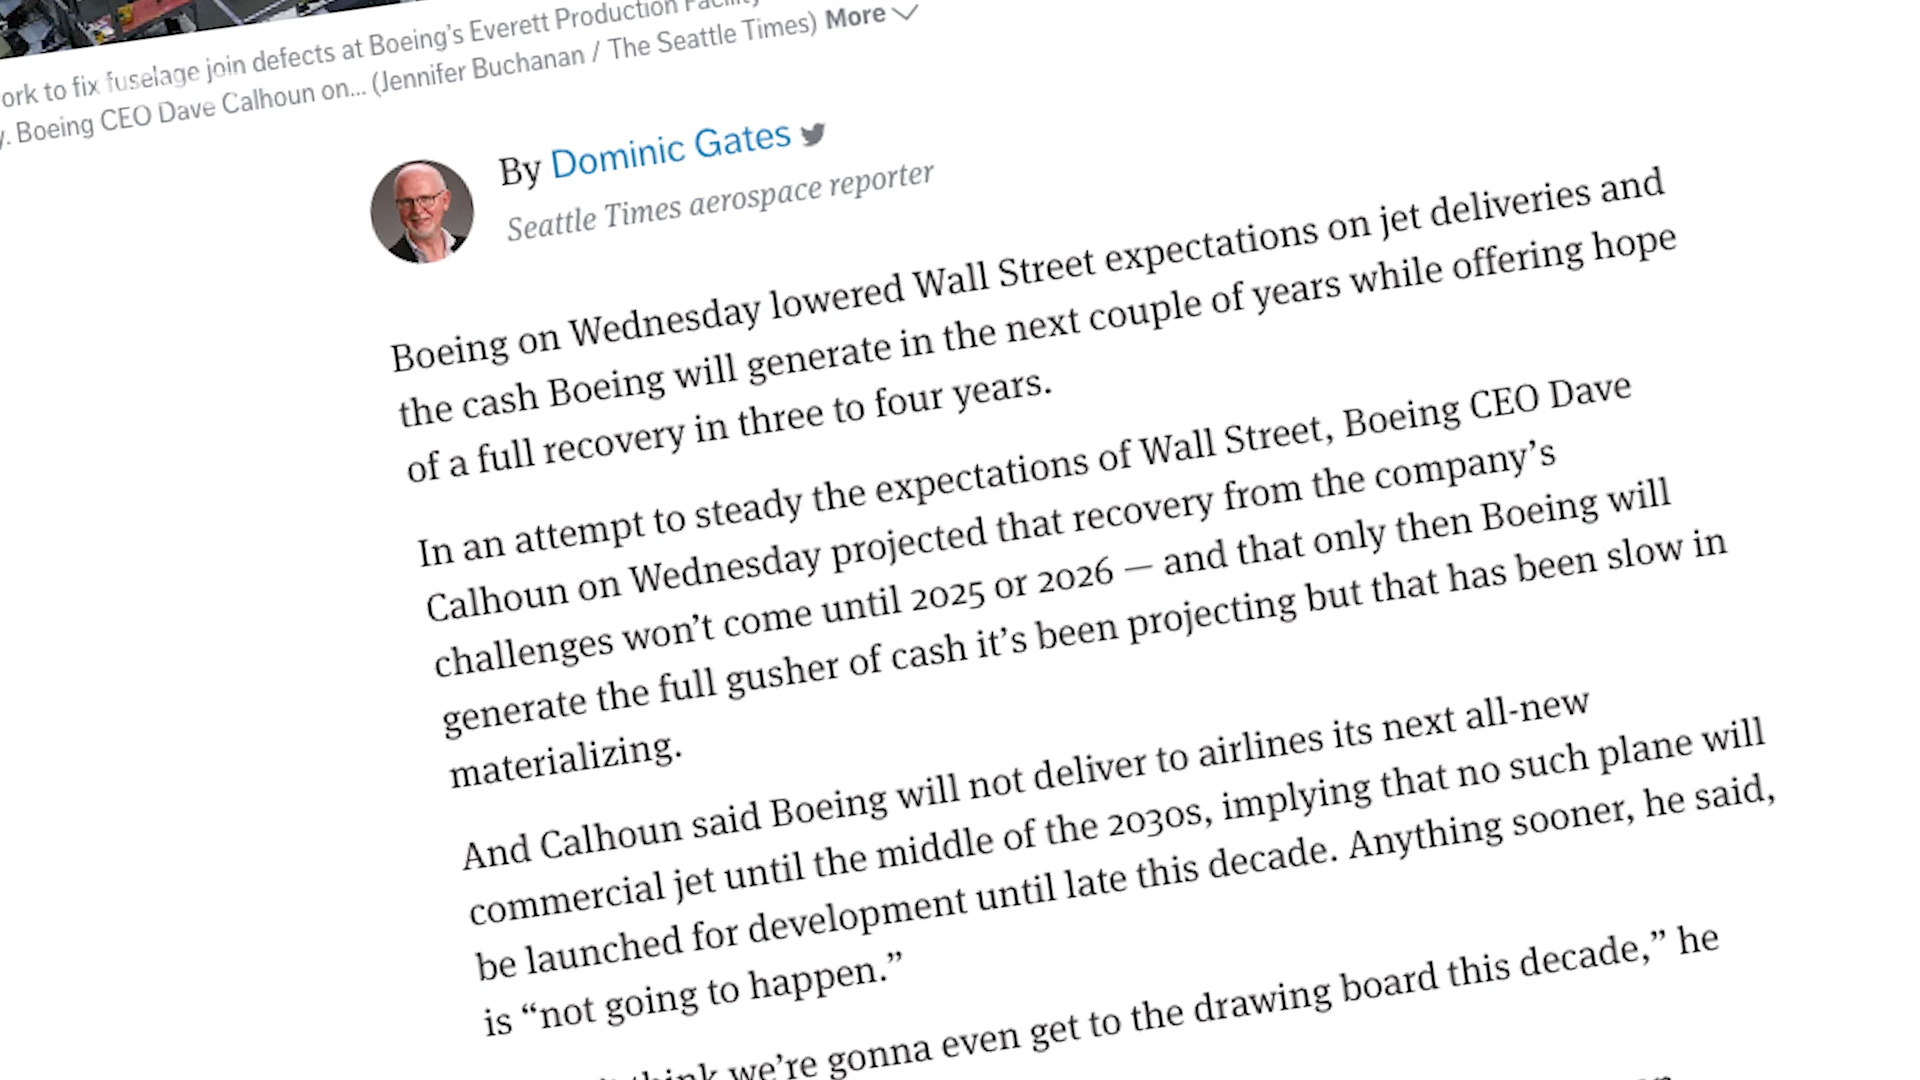 ork to fix fuselage join defects at Boeing’s Everett Production Facility
. Boeing CEO Dave Calhoun on... (Jennifer Buchanan / The Seattle Times) More
By Dominic Gates
Seattle Times aerospace reporter
Boeing on Wednesday lowered Wall Street expectations on jet deliveries and
the cash Boeing will generate in the next couple of years while offering hope
of a full recovery in three to four years.
In an attempt to steady the expectations of Wall Street, Boeing CEO Dave
Calhoun on Wednesday projected that recovery from the company’s
challenges won’t come until 2025 or 2026 — and that only then Boeing will
generate the full gusher of cash it’s been projecting but that has been slow in
materializing.
And Calhoun said Boeing will not deliver to airlines its next all-new
commercial jet until the middle of the 2030s, implying that no such plane will
be launched for development until late this decade. Anything sooner, he said,
is “not going to happen.”
think we’re gonna even get to the drawing board this decade,” he